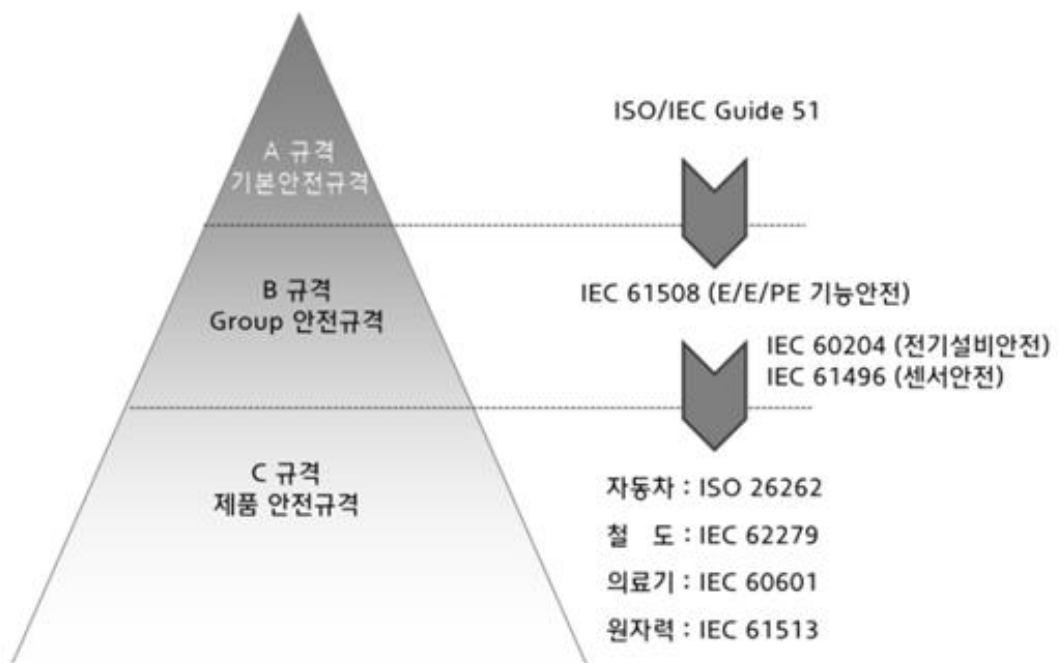 ISO/IEC Guide 51
A 규격
기본안전규격
B 규격
Group 안전규격
IEC 61508 (E/E/PE 기능안전)
IEC 60204 (전기설비안전)
IEC 61496 (센서안전)
C 규격
제품 안전규격
자동차 : ISO 26262
철 도 : IEC 62279
의료기 : IEC 60601
원자력 : IEC 61513